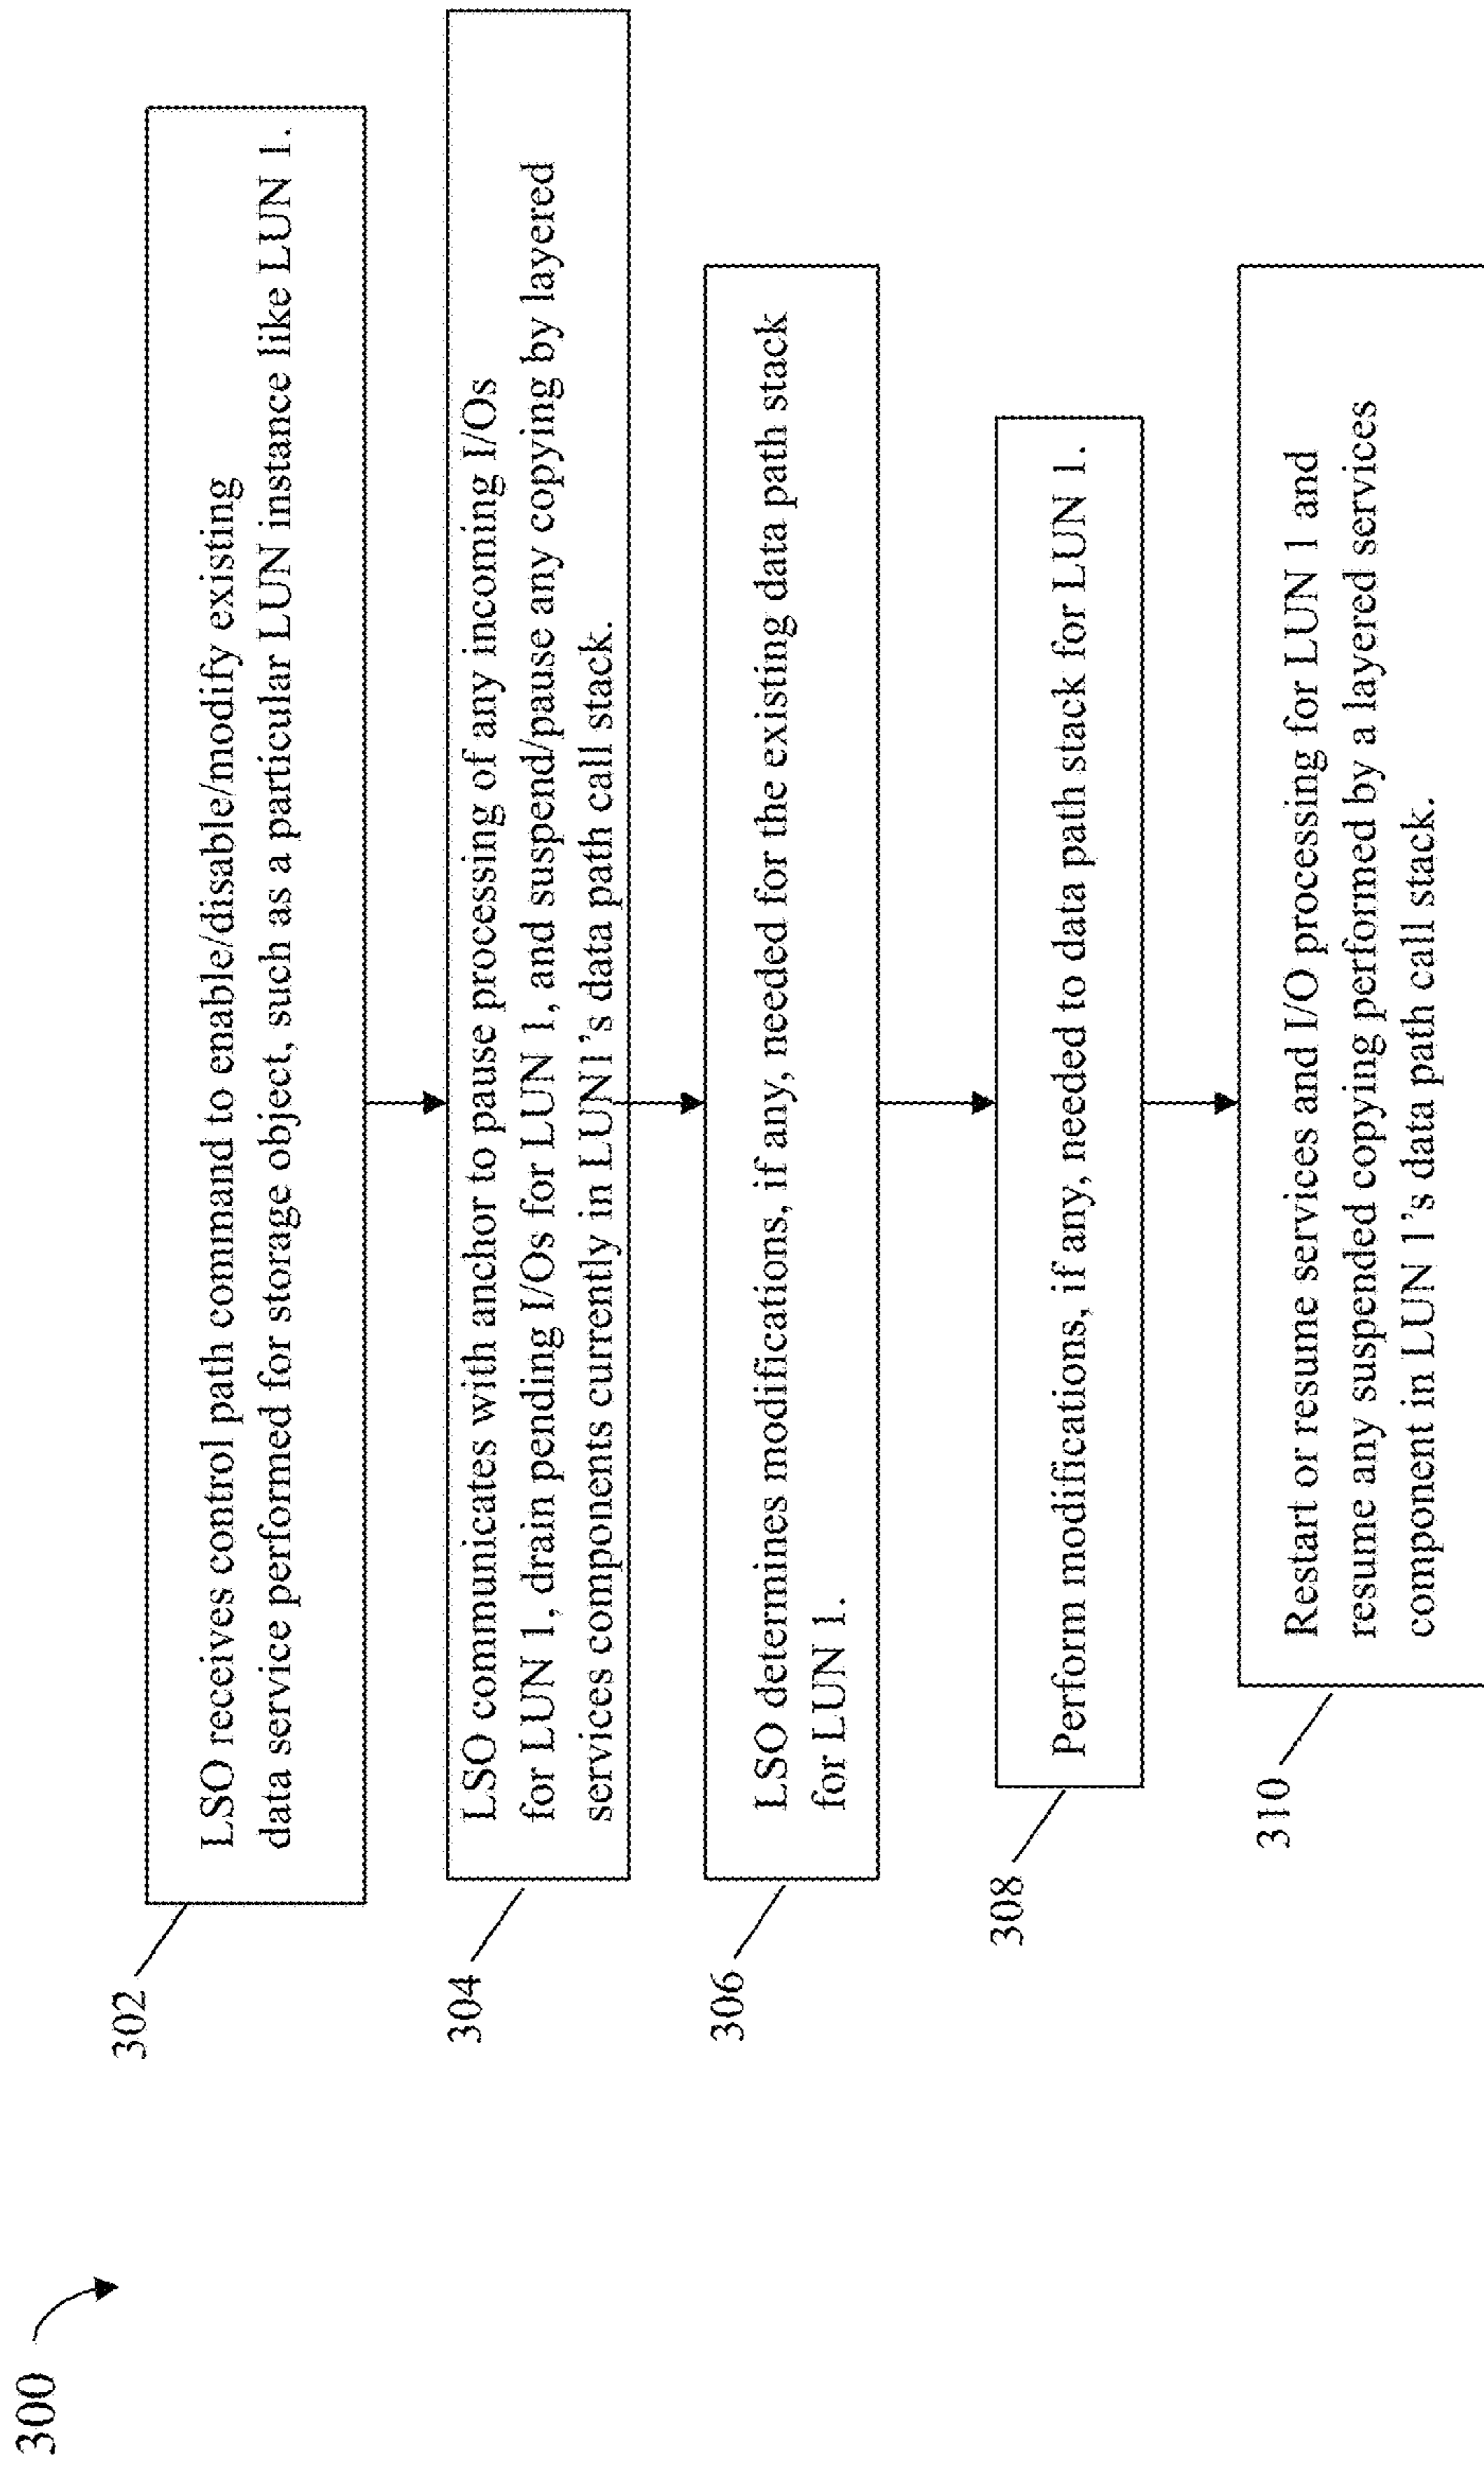 300
302
LSO receives control path command to enable/disable/modify existing
data service performed for storage object, such as a particular LUN instance like LUN 1.
304
LSO communicates with anchor to pause processing of any incoming I/Os
for LUN 1, drain pending I/Os for LUN 1, and suspend/pause any copying by layered
services components currently in LUN1's data path call stack.
306
LSO determines modifications, if any, needed for the existing data path stack
for LUN 1.
308
Perform modifications, if any, needed to data path stack for LUN 1.
310
Restart or resume services and I/O processing for LUN 1 and
resume any suspended copying performed by a layered services
component in LUN 1's data path call stack.